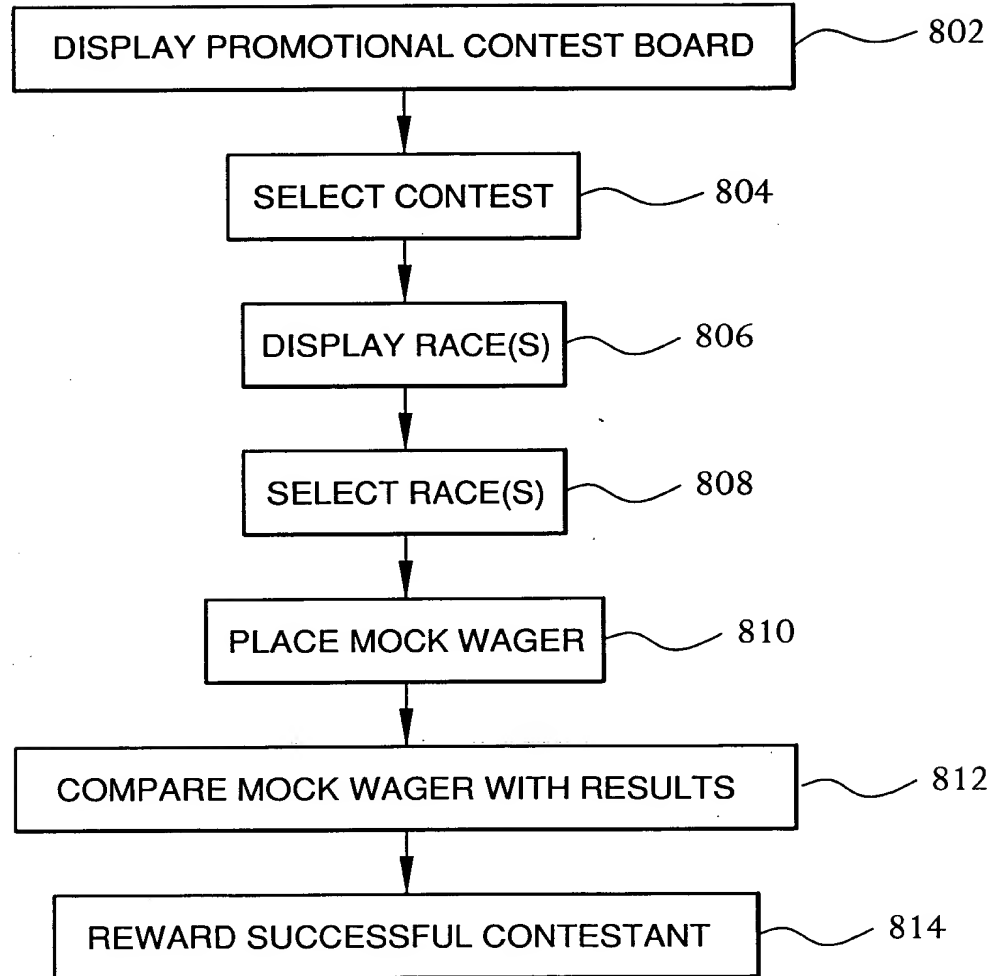 DISPLAY PROMOTIONAL CONTEST BOARD
802
SELECT CONTEST
804
DISPLAY RACE(S)
806
SELECT RACE(S)
808
PLACE MOCK WAGER
810
COMPARE MOCK WAGER WITH RESULTS
812
REWARD SUCCESSFUL CONTESTANT
814